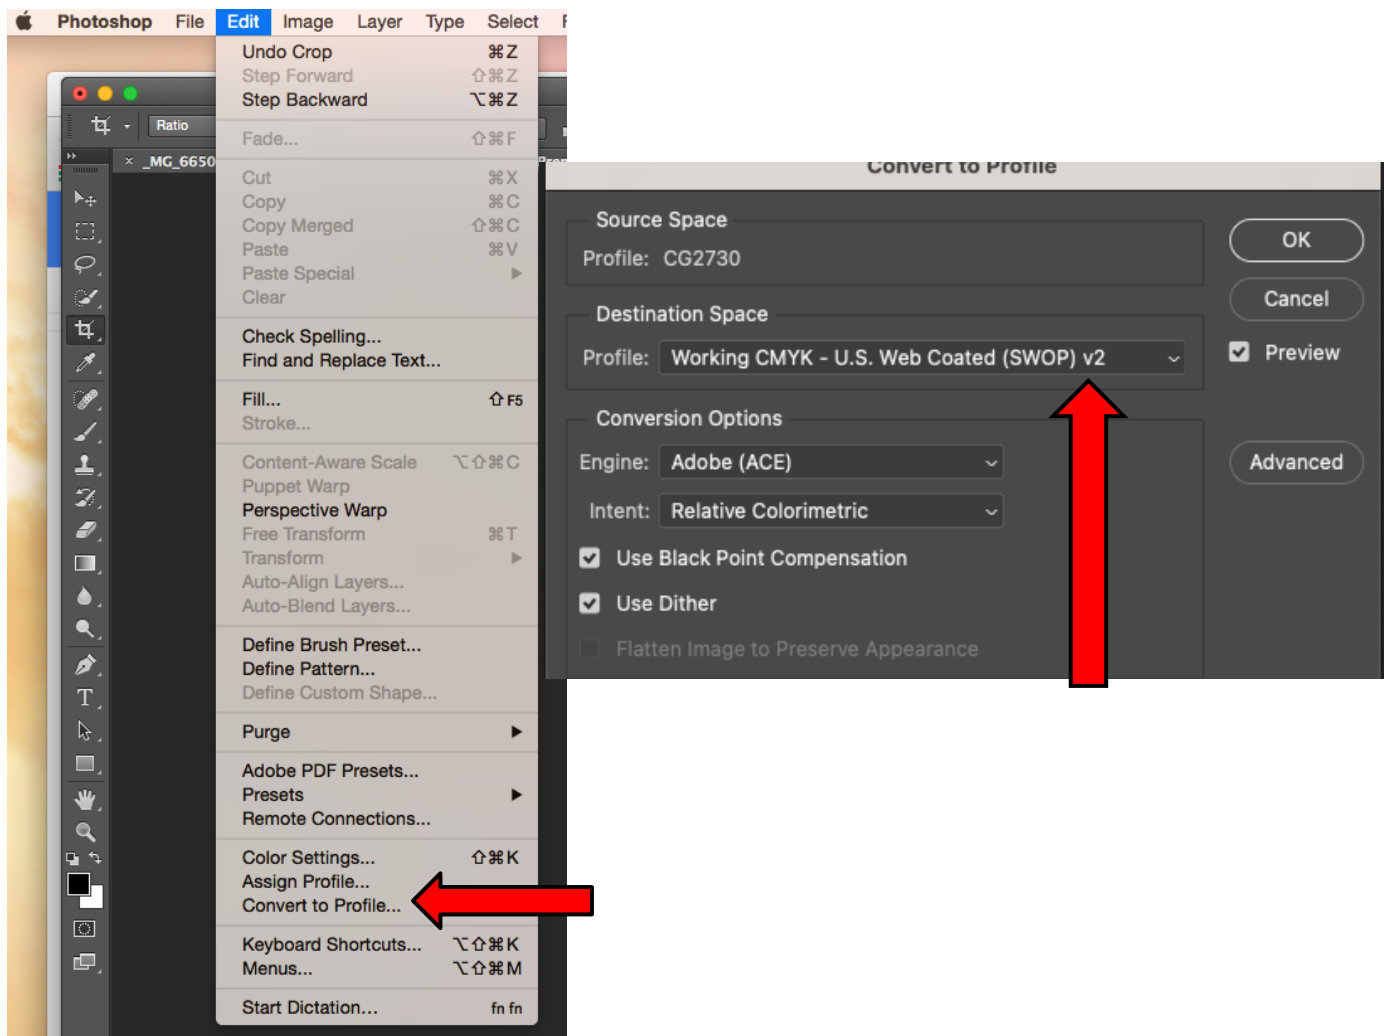 Photoshop File Edit Image Layer Type Select
Undo Crop ⌘Z
Step Forward ⇧⌘Z
Step Backward ⌥⌘Z
Ratio
Fade... ⇧⌘F
× _MG_6650
Cut ⌘X
Copy ⌘C
Copy Merged ⇧⌘C
Paste ⌘V
Paste Special ▶
Clear
Check Spelling...
Find and Replace Text...
Fill... ⇧F5
Stroke...
Content-Aware Scale ⌥⇧⌘C
Puppet Warp
Perspective Warp
Free Transform ⌘T
Transform ▶
Auto-Align Layers...
Auto-Blend Layers...
Define Brush Preset...
Define Pattern...
Define Custom Shape...
Purge ▶
Adobe PDF Presets...
Presets ▶
Remote Connections...
Color Settings... ⇧⌘K
Assign Profile...
Convert to Profile...
Keyboard Shortcuts... ⌥⇧⌘K
Menus... ⌥⇧⌘M
Start Dictation... fn fn
Convert to Profile
Source Space
Profile: CG2730
Destination Space
Profile: Working CMYK - U.S. Web Coated (SWOP) v2
Conversion Options
Engine: Adobe (ACE)
Intent: Relative Colorimetric
Use Black Point Compensation
Use Dither
Flatten Image to Preserve Appearance
OK
Cancel
Preview
Advanced